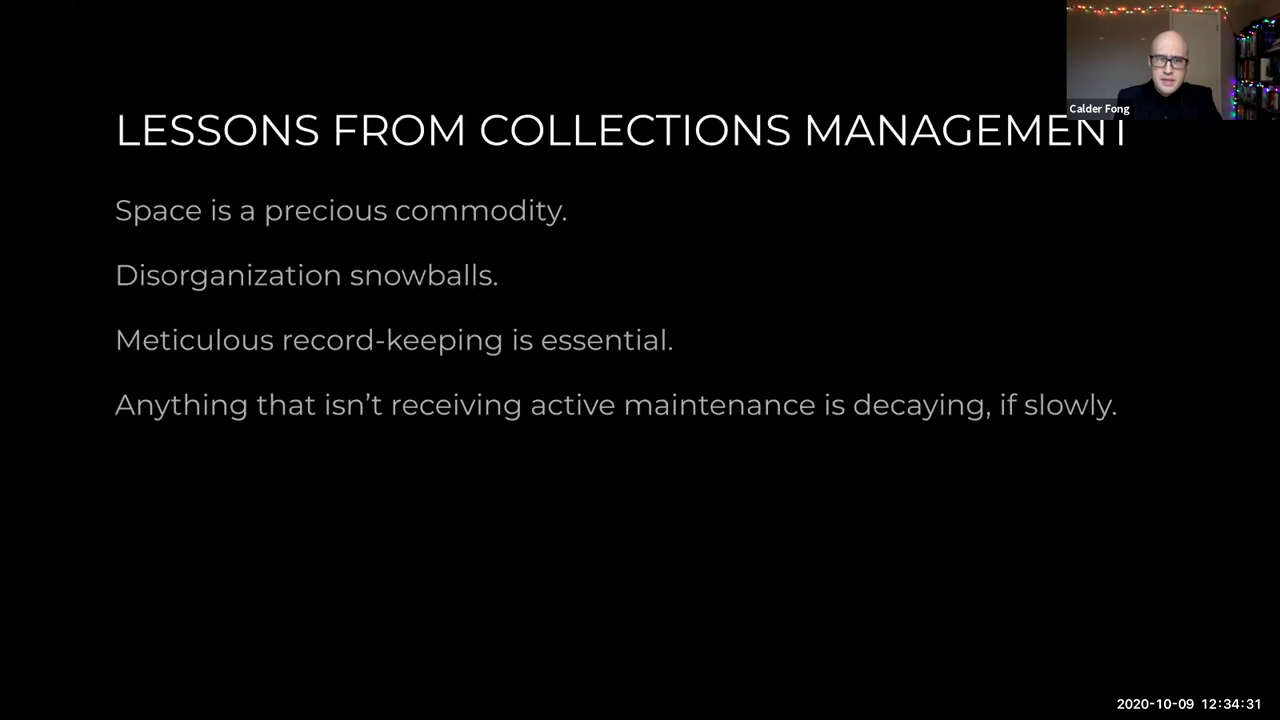 Calder Fong
LESSONS FROM COLLECTIONS MANAGEMENT
Space is a precious commodity.
Disorganization snowballs.
Meticulous record-keeping is essential.
Anything that isn’t receiving active maintenance is decaying, if slowly.
2020-10-09 12:34:31